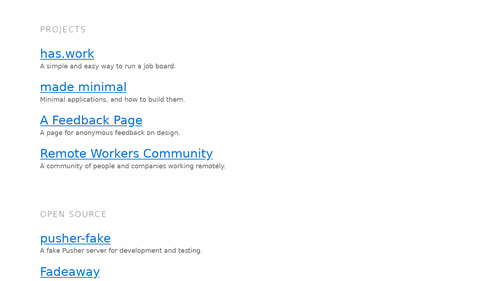 PROJECTS
has.work
A simple and easy way to run a job board.
made minimal
Minimal applications, and how to build them.
A Feedback Page
A page for anonymous feedback on design.
Remote Workers Community
A community of people and companies working remotely.
OPEN SOURCE
pusher-fake
A fake Pusher server for development and testing.
Fadeaway